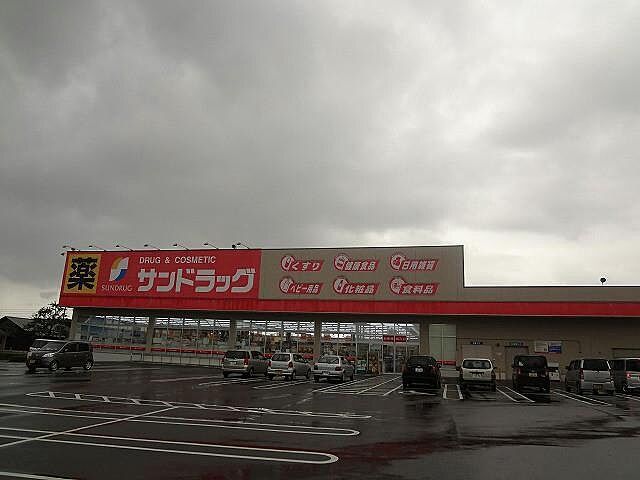 薬
SUNDRUG
DRUG & COSMETIC
サンドラッグ
くすり 健康食品 日用雑貨
ベビー用品 化粧品 食料品